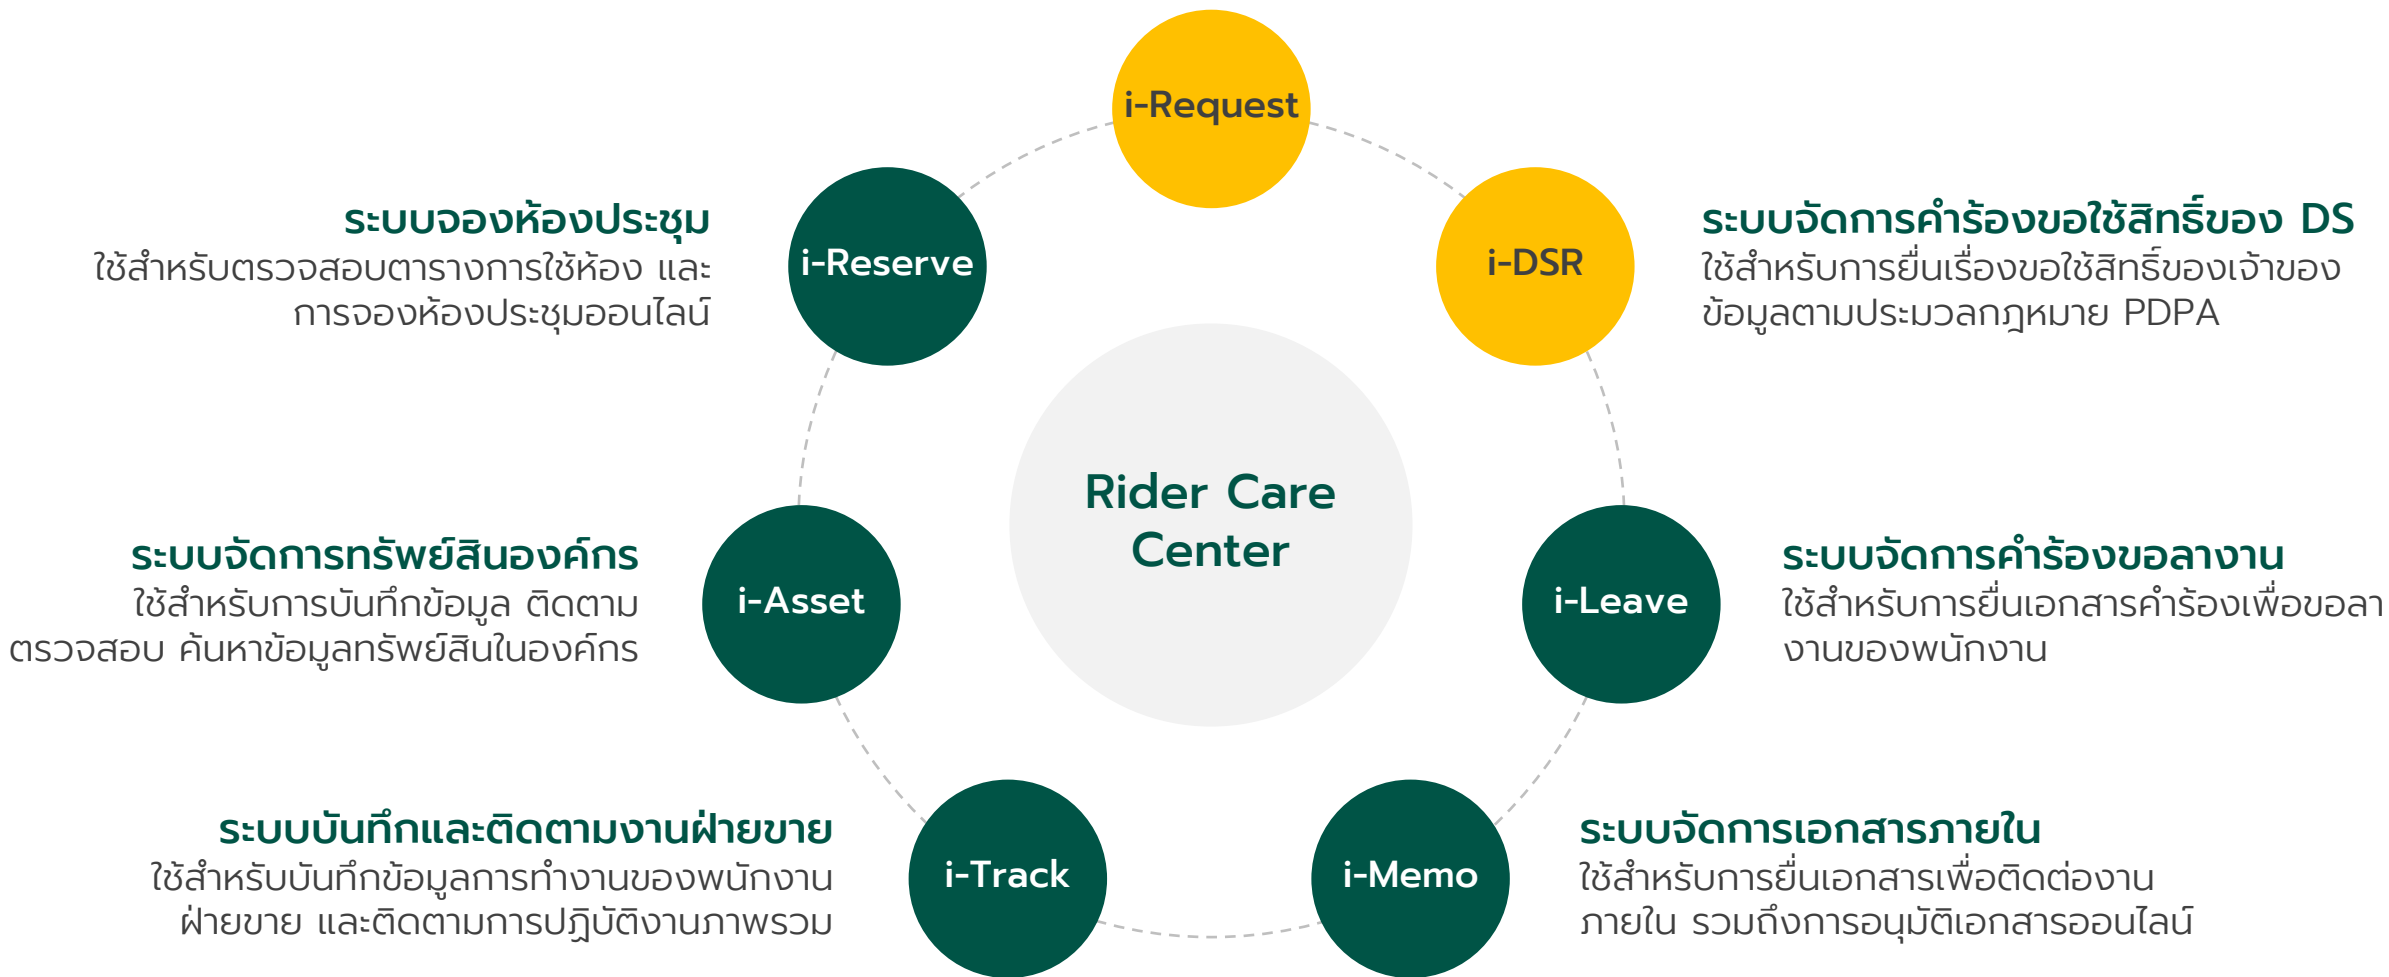 i-Request
i-Reserve
ระบบจองห้องประชุม
ใช้สำหรับตรวจสอบตารางการใช้ห้อง และ
การจองห้องประชุมออนไลน์
i-DSR
ระบบจัดการคำร้องขอใช้สิทธิ์ของ DS
ใช้สำหรับการยื่นเรื่องขอใช้สิทธิ์ของเจ้าของ
ข้อมูลตามประมวลกฎหมาย PDPA
Rider Care
Center
ระบบจัดการทรัพย์สินองค์กร
ใช้สำหรับการบันทึกข้อมูล ติดตาม
ตรวจสอบ ค้นหาข้อมูลทรัพย์สินในองค์กร
i-Asset
i-Leave
ระบบจัดการคำร้องขอลางาน
ใช้สำหรับการยื่นเอกสารคำร้องเพื่อขอลา
งานของพนักงาน
ระบบบันทึกและติดตามงานฝ่ายขาย
ใช้สำหรับบันทึกข้อมูลการทำงานของพนักงาน
ฝ่ายขาย และติดตามการปฏิบัติงานภาพรวม
i-Track
i-Memo
ระบบจัดการเอกสารภายใน
ใช้สำหรับการยื่นเอกสารเพื่อติดต่องาน
ภายใน รวมถึงการอนุมัติเอกสารออนไลน์